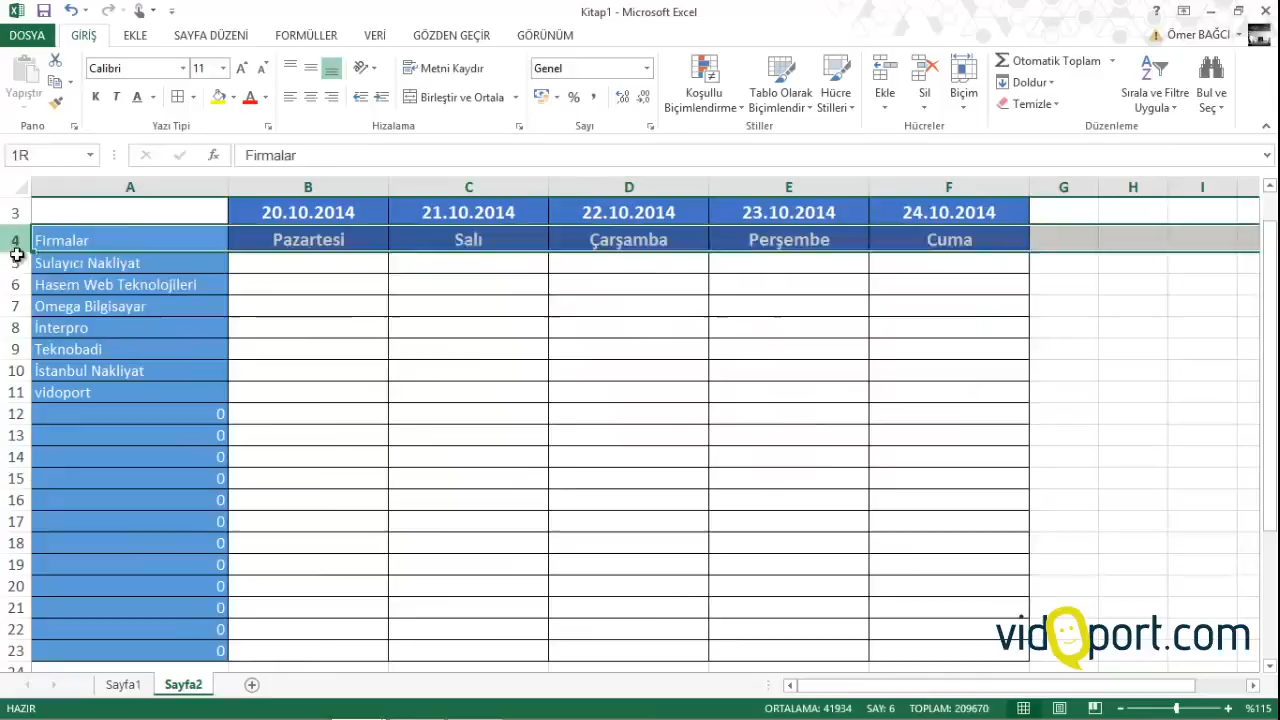 Kitap1 - Microsoft Excel
?
DOSYA GİRİŞ EKLE SAYFA DÜZENİ FORMÜLLER VERİ GÖZDEN GEÇİR GÖRÜNÜM Ömer BAĞCI
Yapıştır
Calibri 11
K T A
Metni Kaydır
Birleştir ve Ortala
Genel
% ,
Koşullu Biçimlendirme
Tablo Olarak Biçimlendir
Hücre Stilleri
Ekle
Sil
Biçim
Otomatik Toplam
Doldur
Temizle
Sırala ve Filtre Uygula
Bul ve Seç
Pano Yazı Tipi Hizalama Sayı Stiller Hücreler Düzenleme
1R fx Firmalar
A B C D E F G H I
3 20.10.2014 21.10.2014 22.10.2014 23.10.2014 24.10.2014
4 Firmalar Pazartesi Salı Çarşamba Perşembe Cuma
5 Sulayıcı Nakliyat
6 Hasem Web Teknolojileri
7 Omega Bilgisayar
8 İnterpro
9 Teknobadi
10 İstanbul Nakliyat
11 vidoport
12 0
13 0
14 0
15 0
16 0
17 0
18 0
19 0
20 0
21 0
22 0
23 0
24
vidoport.com
Sayfa1 Sayfa2
HAZIR ORTALAMA: 41934 SAY: 6 TOPLAM: 209670 %115